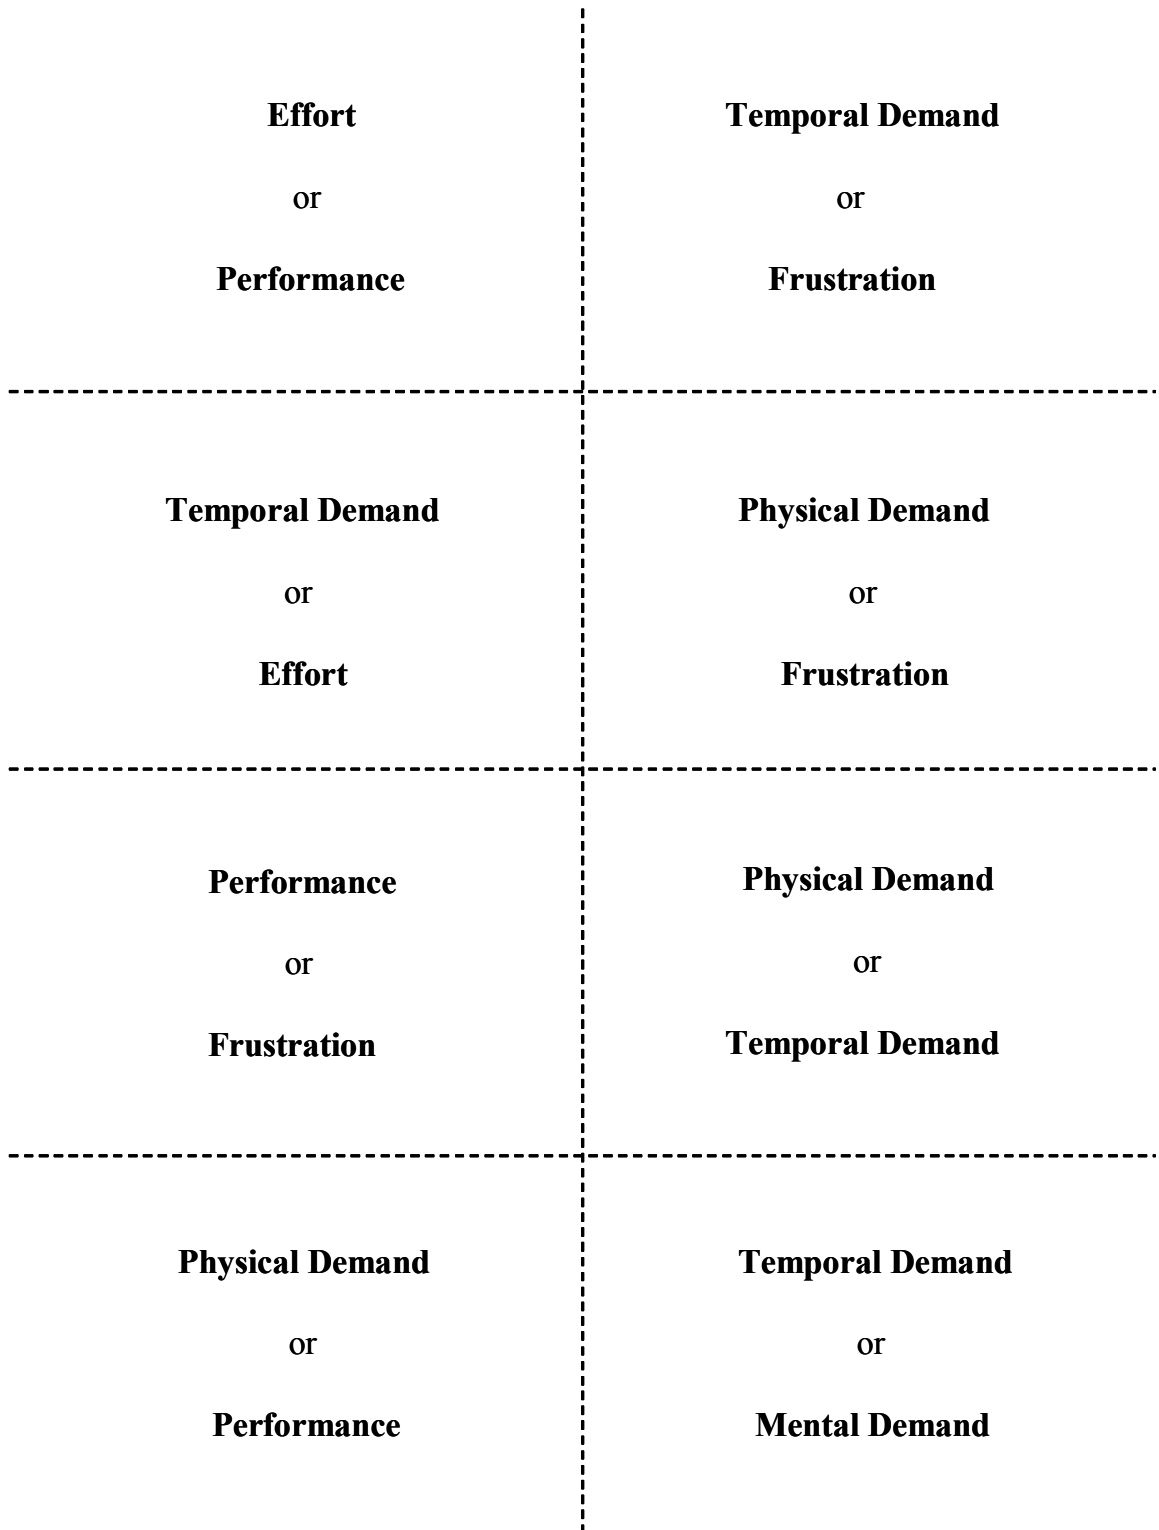 Effort
or
Performance
Temporal Demand
or
Frustration
Temporal Demand
or
Effort
Physical Demand
or
Frustration
Performance
or
Frustration
Physical Demand
or
Temporal Demand
Physical Demand
or
Performance
Temporal Demand
or
Mental Demand